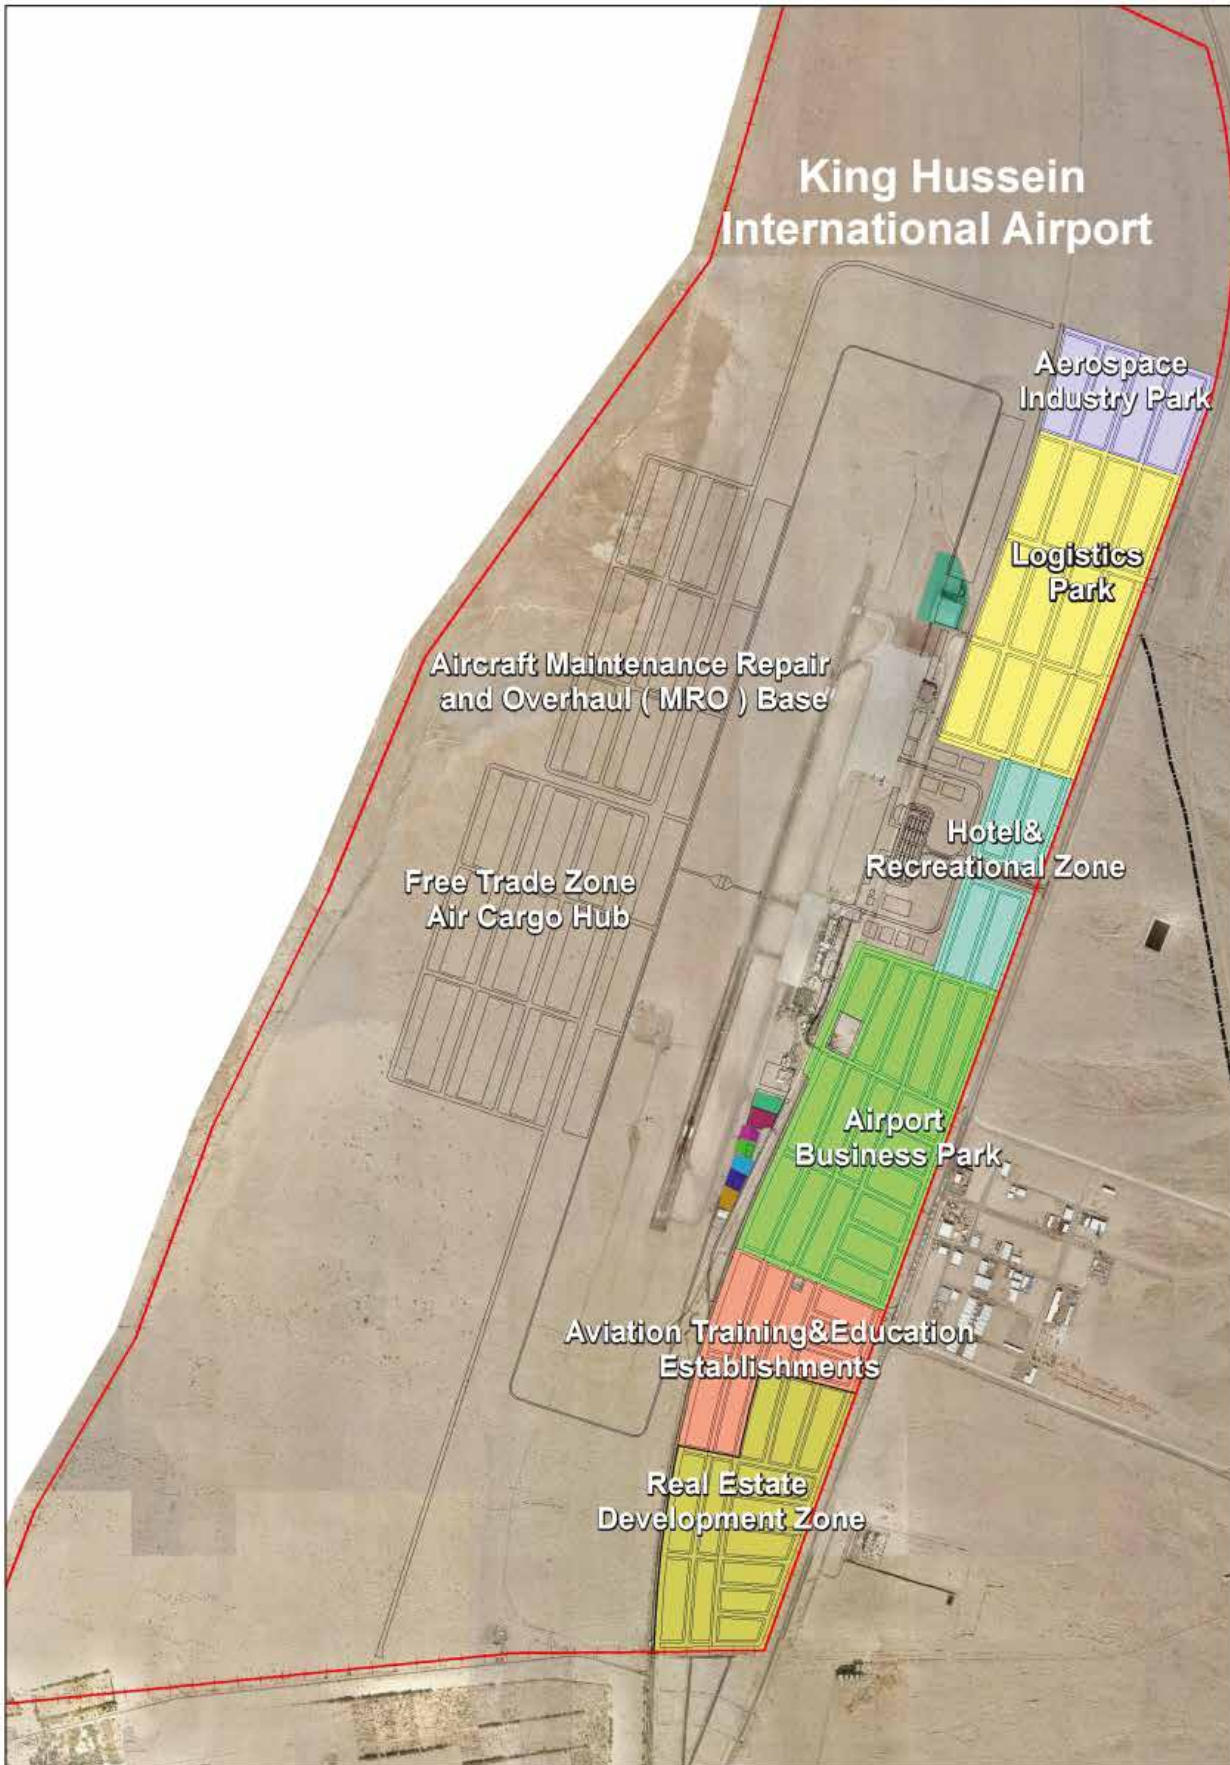 King Hussein
International Airport
Aerospace
Industry Park
Logistics
Park
Aircraft Maintenance Repair
and Overhaul ( MRO ) Base
Hotel&
Recreational Zone
Free Trade Zone
Air Cargo Hub
Airport
Business Park
Aviation Training&Education
Establishments
Real Estate
Development Zone